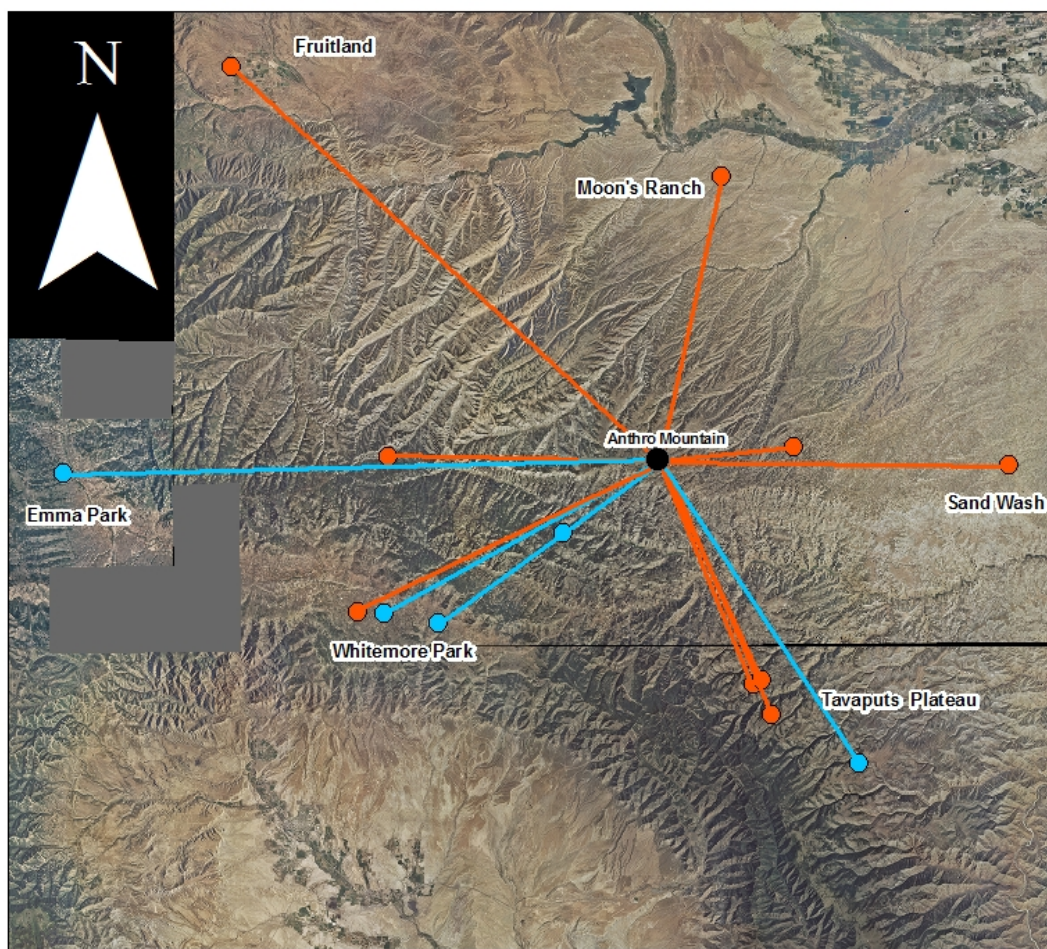 N
Fruitland
Moon's Ranch
Anthro Mountain
Emma Park
Sand Wash
Whitemore Park
Tavaputs Plateau